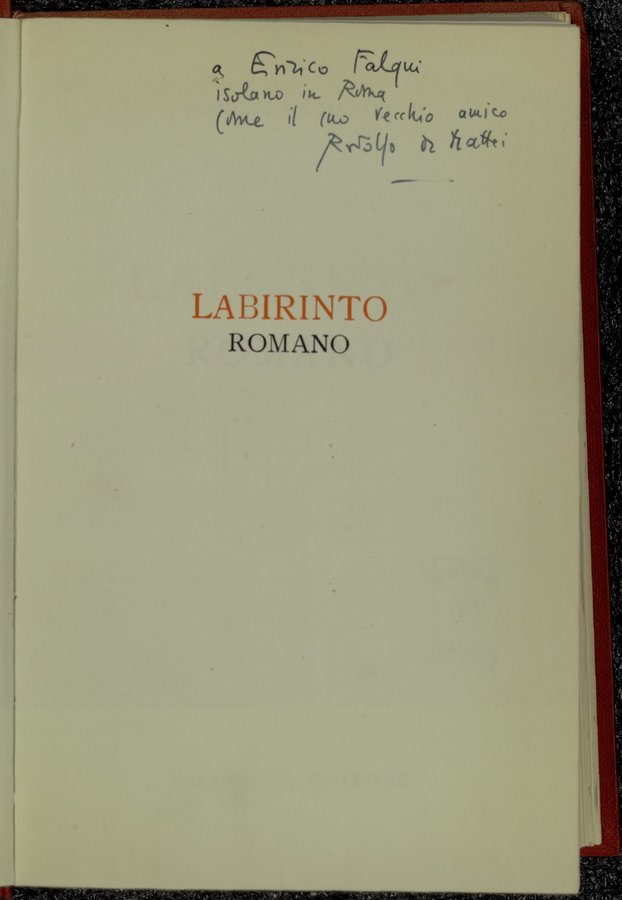 a Enrico Falqui
isolano in Roma
come il suo vecchio amico
Rodolfo De Mattei
LABIRINTO
ROMANO